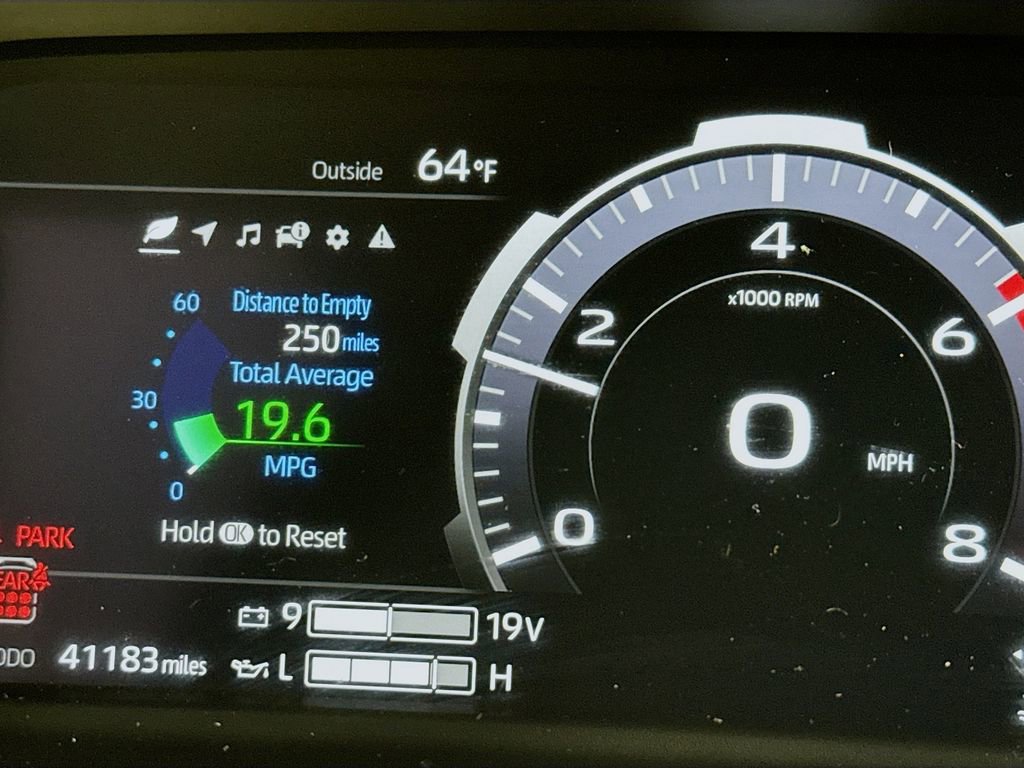 Outside 64°F
60 Distance to Empty
250 miles
Total Average
30 19.6
MPG
0
Hold OK to Reset
PARK
9 19V
ODO 41183 miles
L H
0
2
4
6
8
x1000 RPM
0
MPH